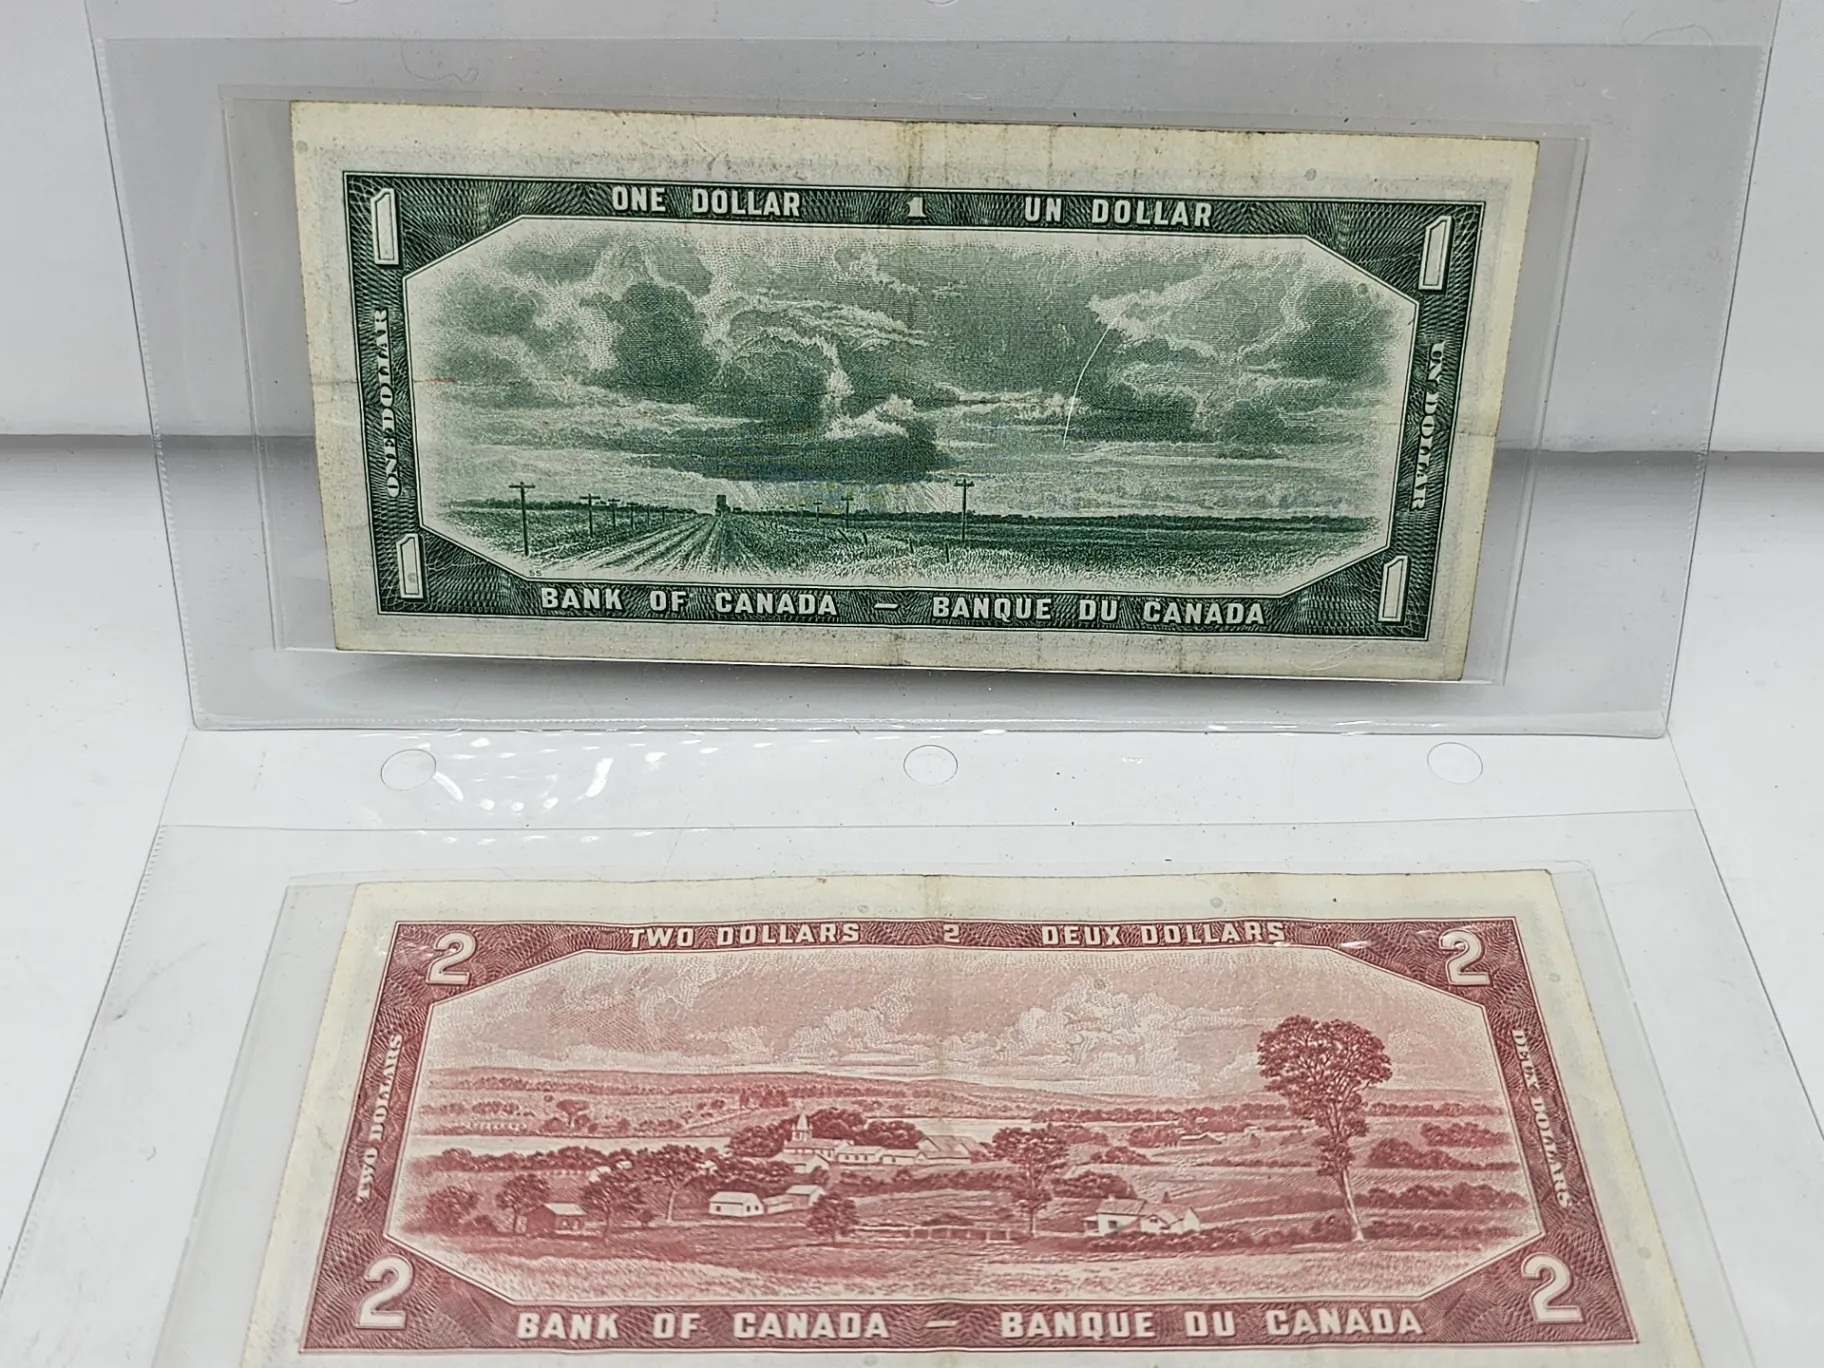 ONE DOLLAR 1 UN DOLLAR
1 1
ONE DOLLAR
UN DOLLAR
1 1
BANK OF CANADA — BANQUE DU CANADA
TWO DOLLARS 2 DEUX DOLLARS
2 2
TWO DOLLARS
DEUX DOLLARS
2 2
BANK OF CANADA — BANQUE DU CANADA